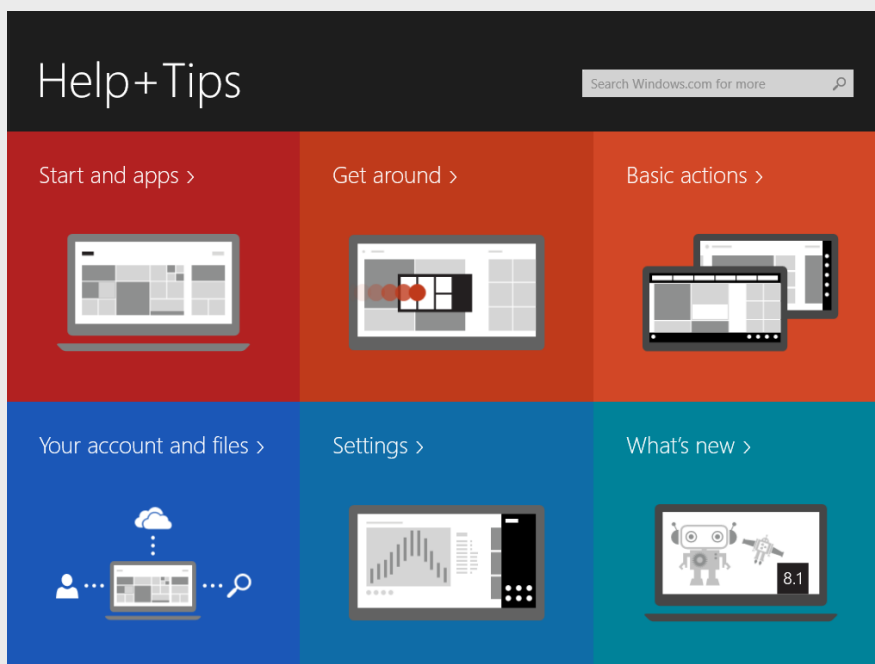 Help+Tips
Search Windows.com for more
Start and apps >
Get around >
Basic actions >
Your account and files >
Settings >
What's new >
8.1